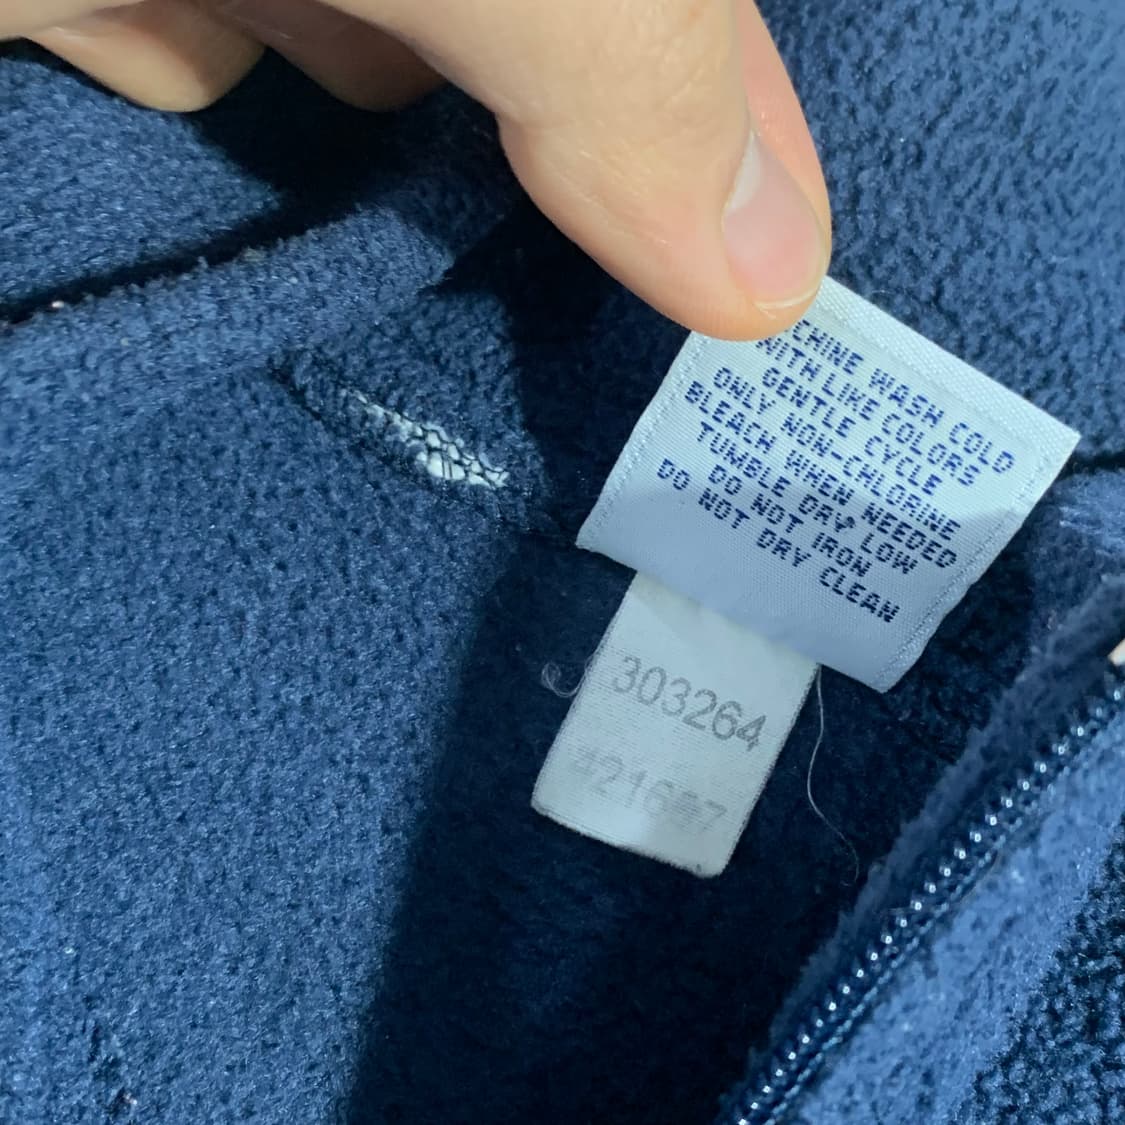 CHINE WASH COLD
WITH LIKE COLORS
GENTLE CYCLE
ONLY NON-CHLORINE
BLEACH WHEN NEEDED
TUMBLE DRY LOW
DO NOT IRON
DO NOT DRY CLEAN
303264